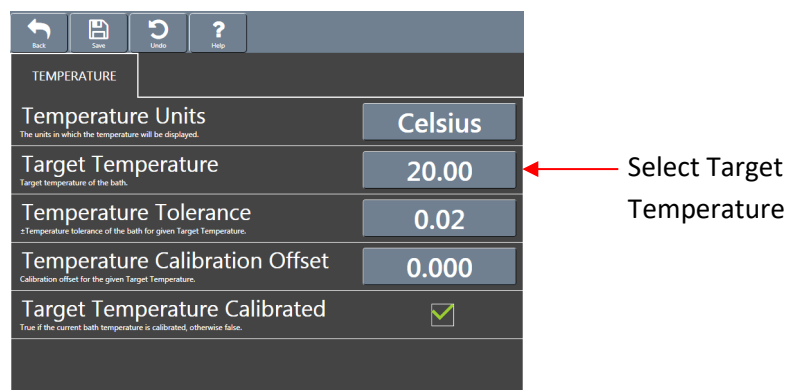 Back Save Undo Help
TEMPERATURE
Temperature Units
The units in which the temperature will be displayed.
Celsius
Target Temperature
Target temperature of the bath.
20.00
Select Target
Temperature
Temperature Tolerance
±Temperature tolerance of the bath for given Target Temperature.
0.02
Temperature Calibration Offset
Calibration offset for the given Target Temperature.
0.000
Target Temperature Calibrated
True if the current bath temperature is calibrated, otherwise false.